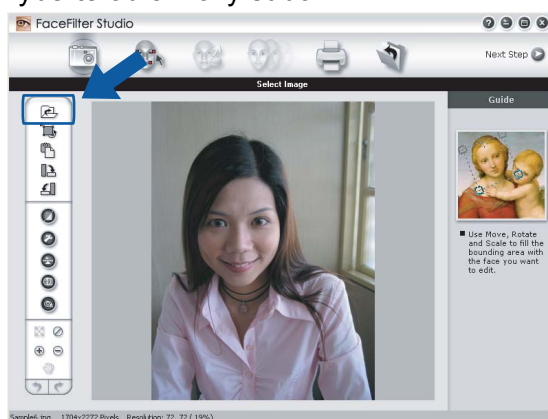 FaceFilter Studio
Next Step
Select Image
Guide
Use Move, Rotate
and Scale to fill the
bounding area with
the face you want
to edit.
Sample6.jpg 1704x2272 Pixels Resolution: 72, 72 ( 19%)